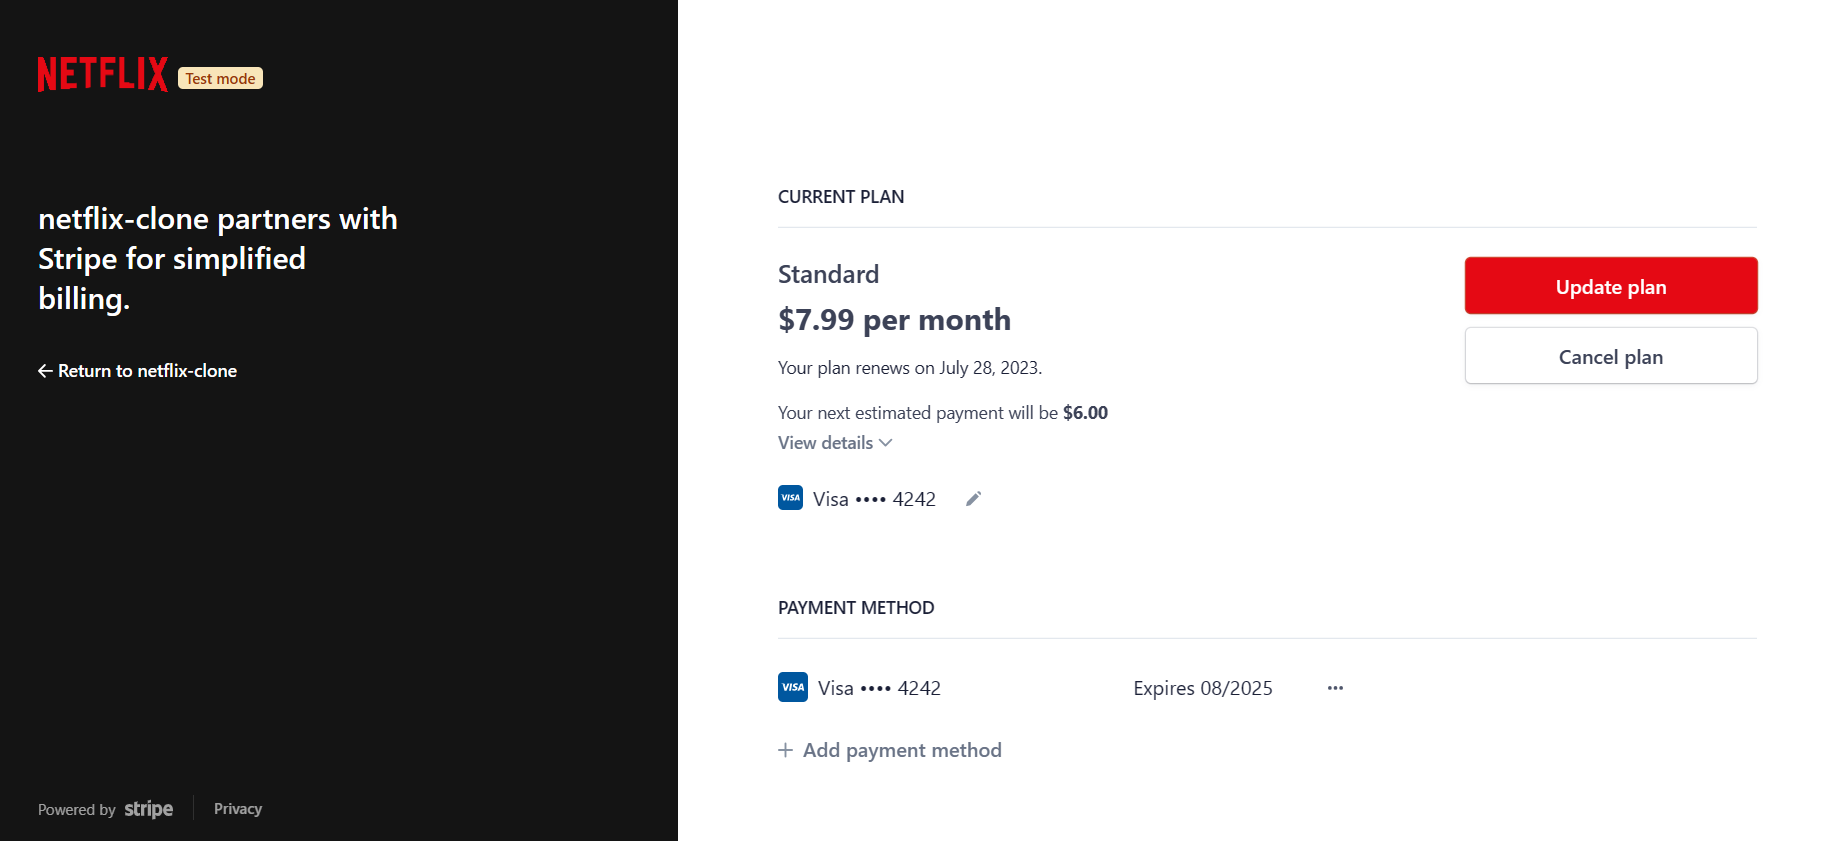 NETFLIX Test mode
netflix-clone partners with
Stripe for simplified
billing.
← Return to netflix-clone
Powered by stripe Privacy
CURRENT PLAN
Standard
$7.99 per month
Your plan renews on July 28, 2023.
Your next estimated payment will be $6.00
View details
VISA Visa •••• 4242
Update plan
Cancel plan
PAYMENT METHOD
VISA Visa •••• 4242 Expires 08/2025 •••
+ Add payment method